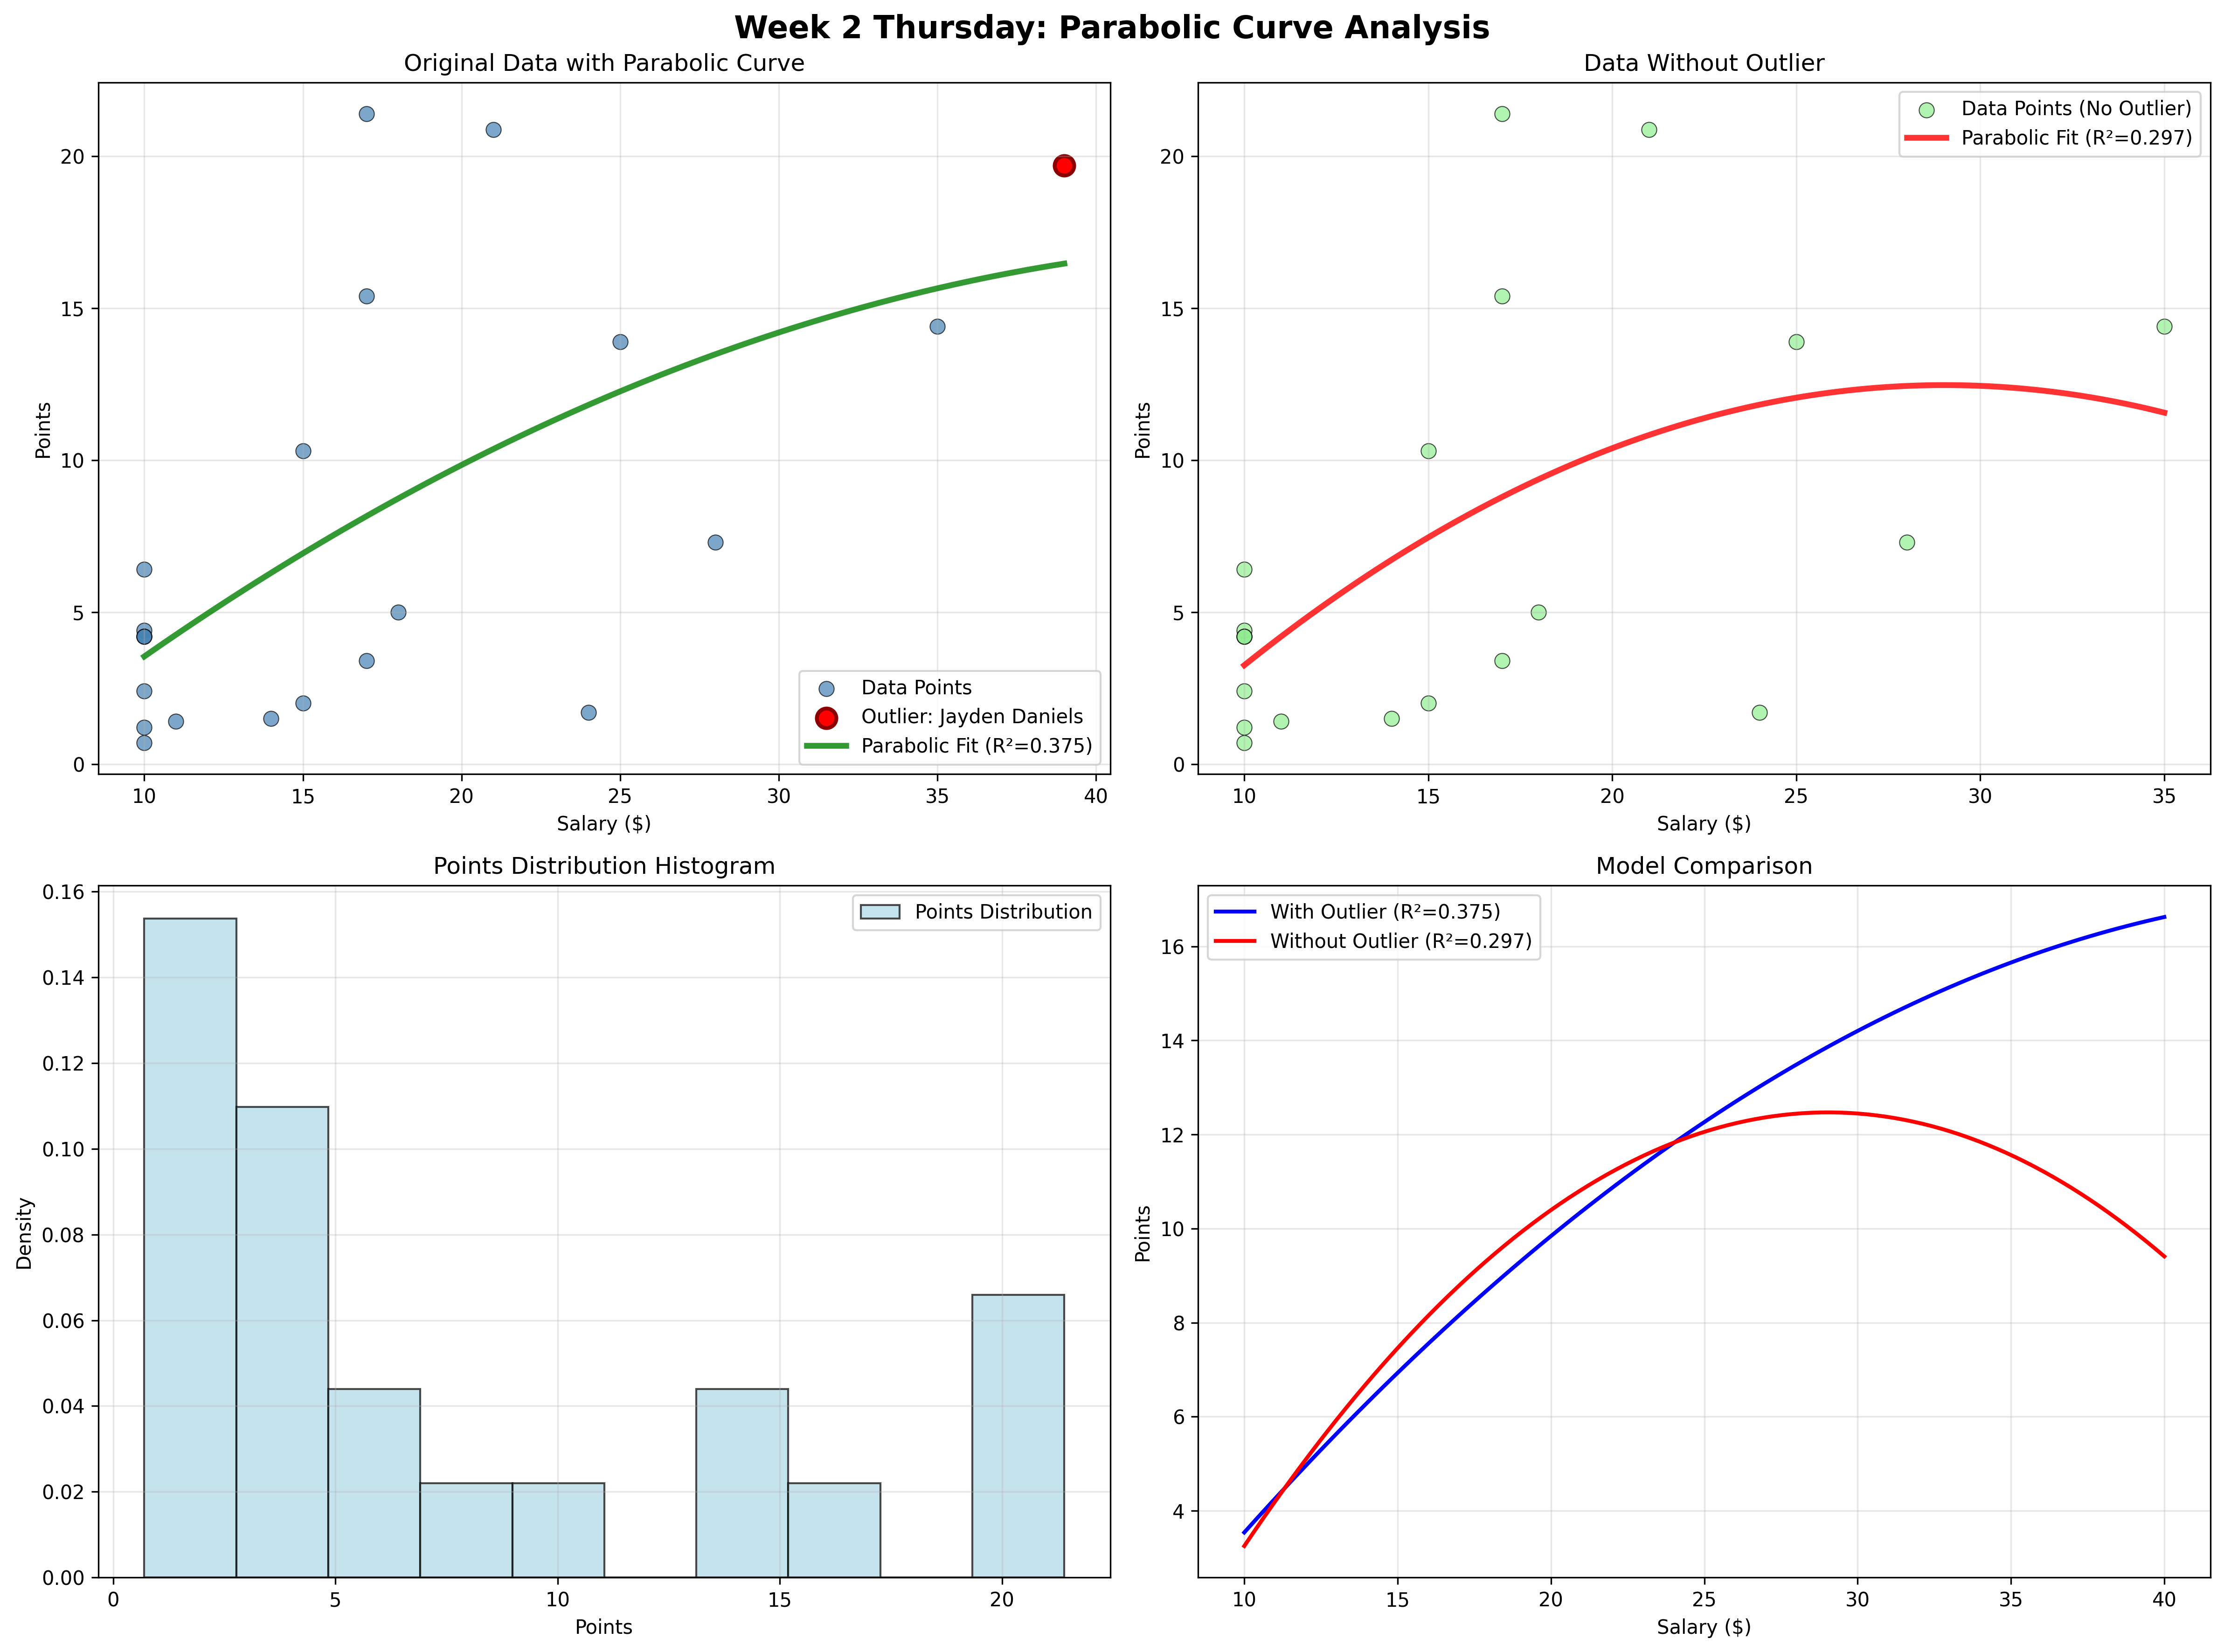 Week 2 Thursday: Parabolic Curve Analysis
Original Data with Parabolic Curve
Points
20
15
10
5
0
10 15 20 25 30 35 40
Salary ($)
Data Points
Outlier: Jayden Daniels
Parabolic Fit (R²=0.375)
Data Without Outlier
Data Points (No Outlier)
Parabolic Fit (R²=0.297)
Points
20
15
10
5
0
10 15 20 25 30 35
Salary ($)
Points Distribution Histogram
Points Distribution
Density
0.16
0.14
0.12
0.10
0.08
0.06
0.04
0.02
0.00
0 5 10 15 20
Points
Model Comparison
With Outlier (R²=0.375)
Without Outlier (R²=0.297)
Points
16
14
12
10
8
6
4
10 15 20 25 30 35 40
Salary ($)